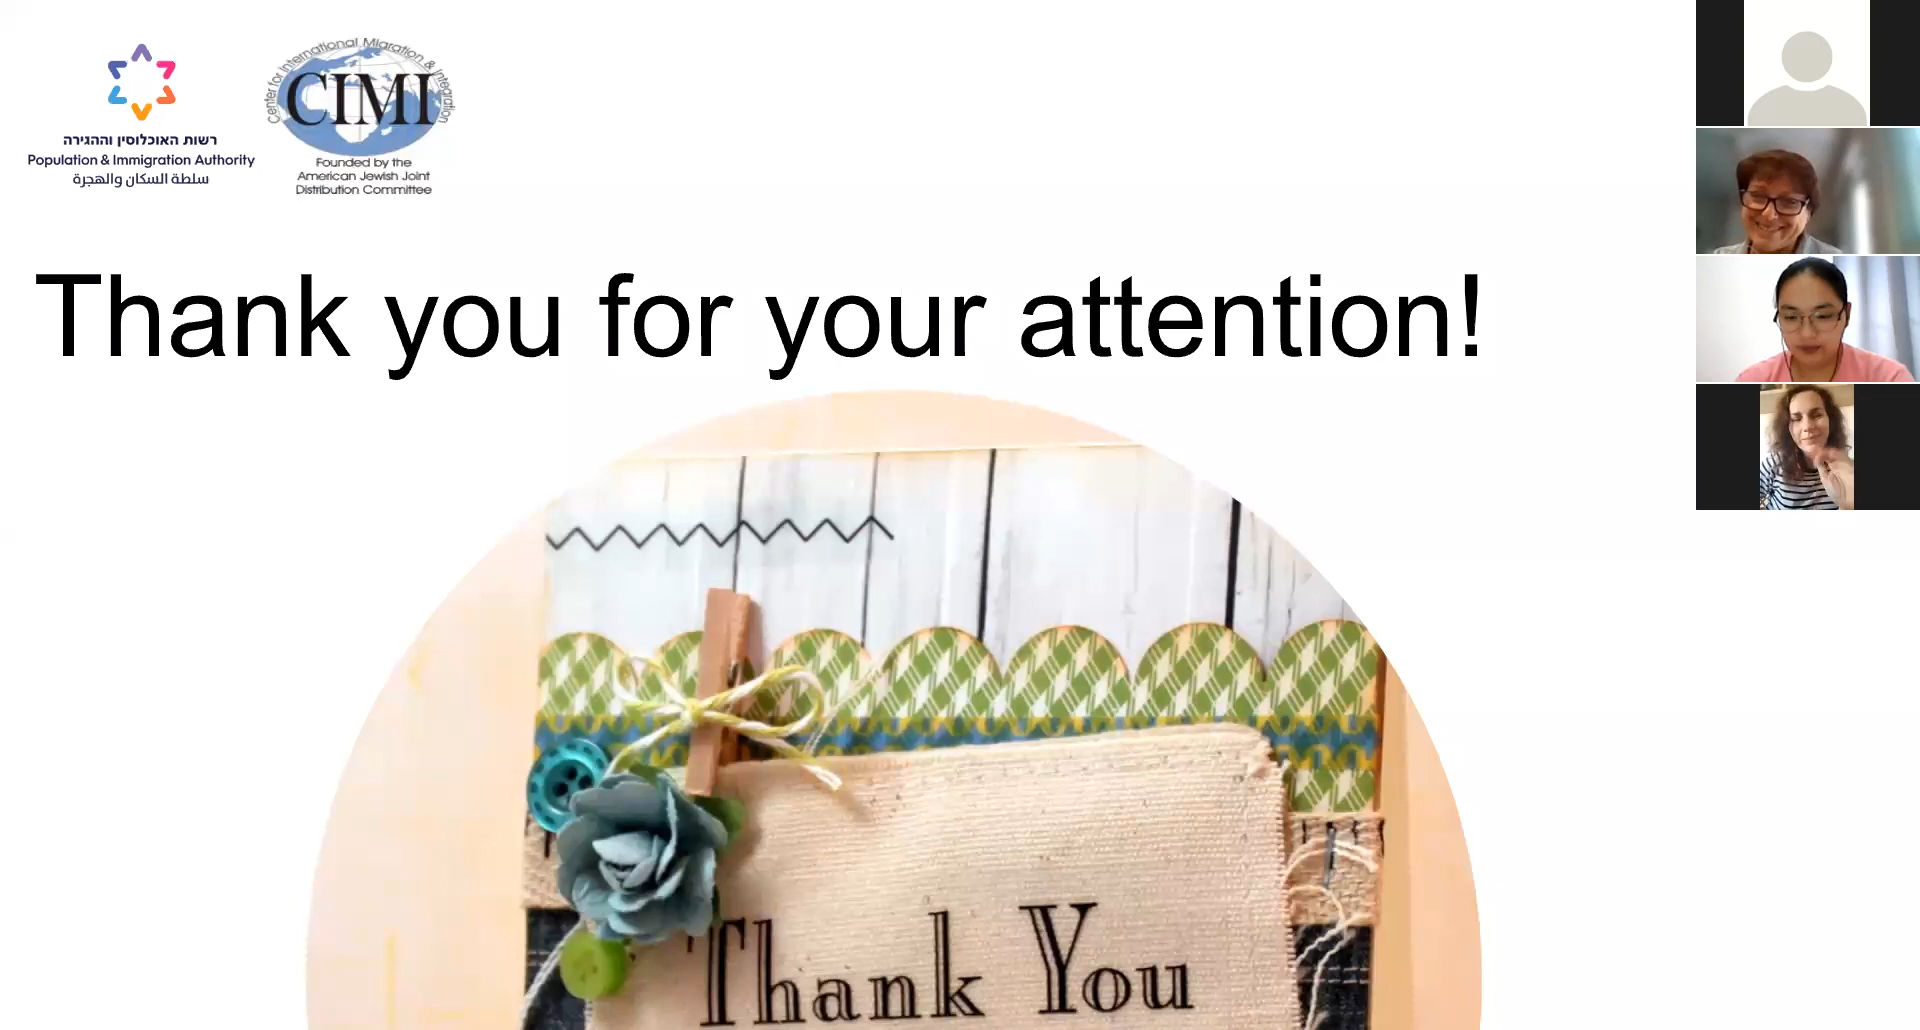 רשות האוכלוסין וההגירה
Population & Immigration Authority
سلطة السكان والهجرة
Center for International Migration & Integration
CIMI
Founded by the
American Jewish Joint
Distribution Committee
Thank you for your attention!
Thank You